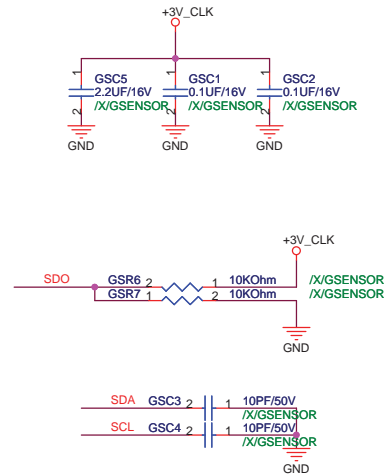 +3V_CLK
1 1 1
GSC5 GSC1 GSC2
2.2UF/16V 0.1UF/16V 0.1UF/16V
/X/GSENSOR /X/GSENSOR /X/GSENSOR
2 2 2
GND GND GND
+3V_CLK
SDO GSR6 2 1 10KOhm /X/GSENSOR
GSR7 1 2 10KOhm /X/GSENSOR
GND
SDA GSC3 2 1 10PF/50V
/X/GSENSOR
SCL GSC4 2 1 10PF/50V
/X/GSENSOR
GND